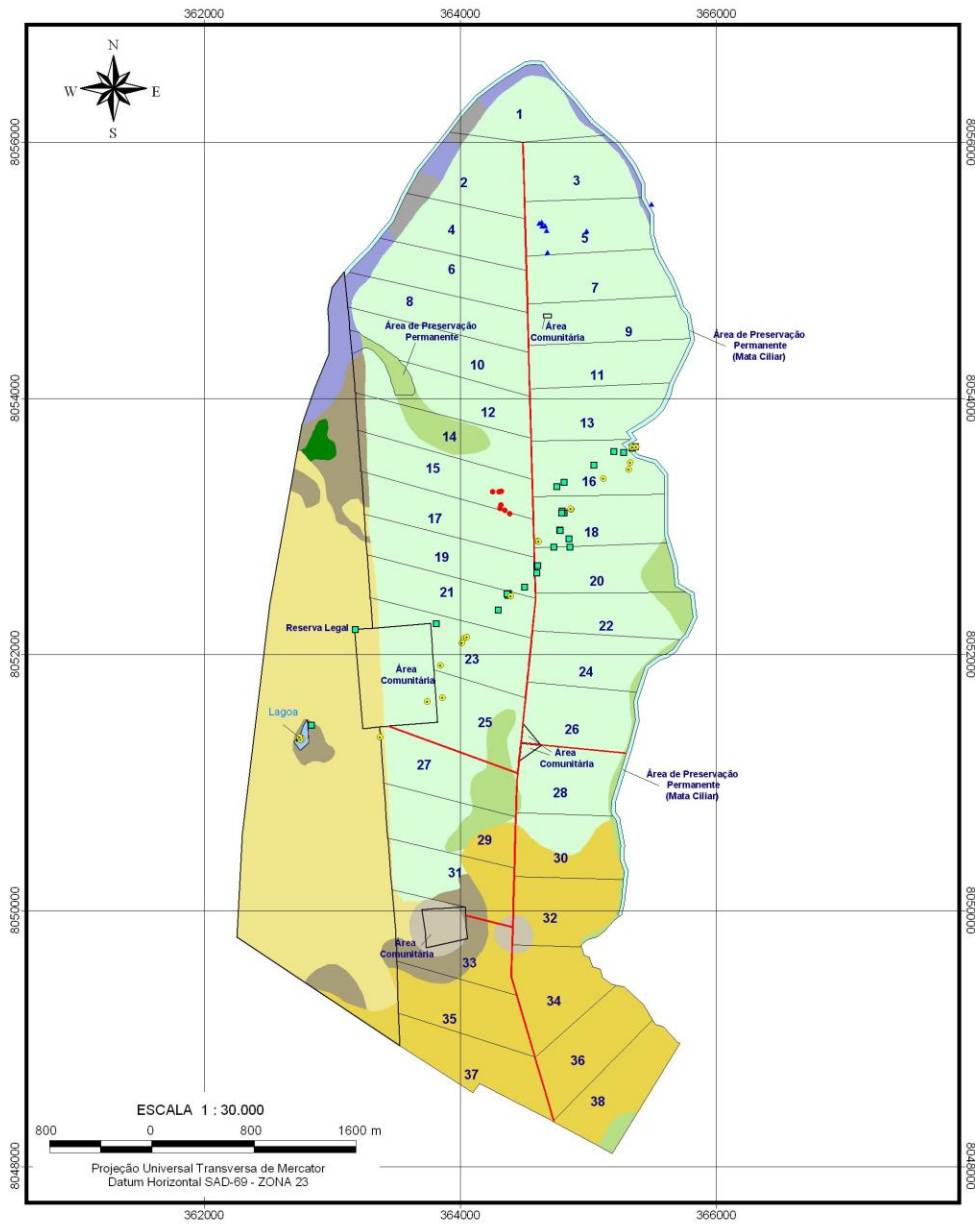 362000
364000
366000
N
W
E
S
8056000
8056000
1
2
3
4
5
6
7
8
Área de Preservação
Permanente
Área
Comunitária
9
Área de Preservação
Permanente
(Mata Ciliar)
10
11
8054000
8054000
12
13
14
15
16
17
18
19
20
21
22
Reserva Legal
8052000
8052000
23
Área
Comunitária
24
Lagoa
25
26
Área
Comunitária
27
28
Área de Preservação
Permanente
(Mata Ciliar)
29
30
31
8050000
8050000
32
Área
Comunitária
33
34
35
36
37
38
ESCALA 1 : 30.000
800
0
800
1600 m
Projeção Universal Transversa de Mercator
Datum Horizontal SAD-69 - ZONA 23
8048000
8048000
362000
364000
366000